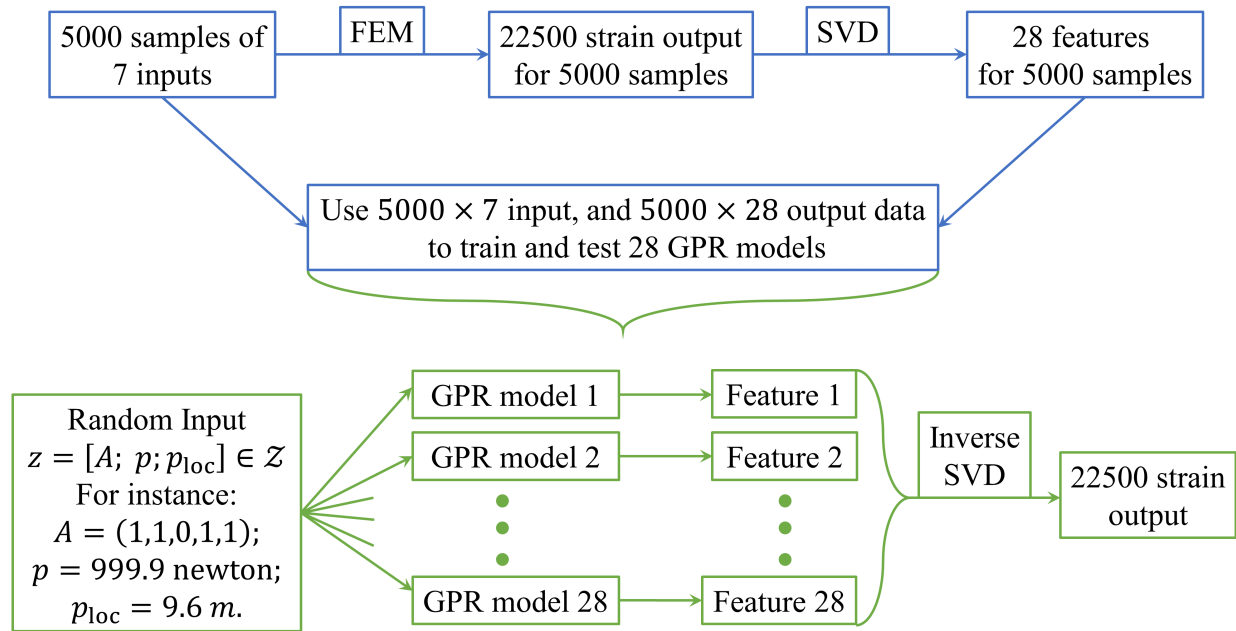 5000 samples of
7 inputs
FEM
22500 strain output
for 5000 samples
SVD
28 features
for 5000 samples
Use 5000 × 7 input, and 5000 × 28 output data
to train and test 28 GPR models
Random Input
z = [A; p; p_loc] ∈ 𝒵
For instance:
A = (1,1,0,1,1);
p = 999.9 newton;
p_loc = 9.6 m.
GPR model 1
Feature 1
GPR model 2
Feature 2
GPR model 28
Feature 28
Inverse
SVD
22500 strain
output